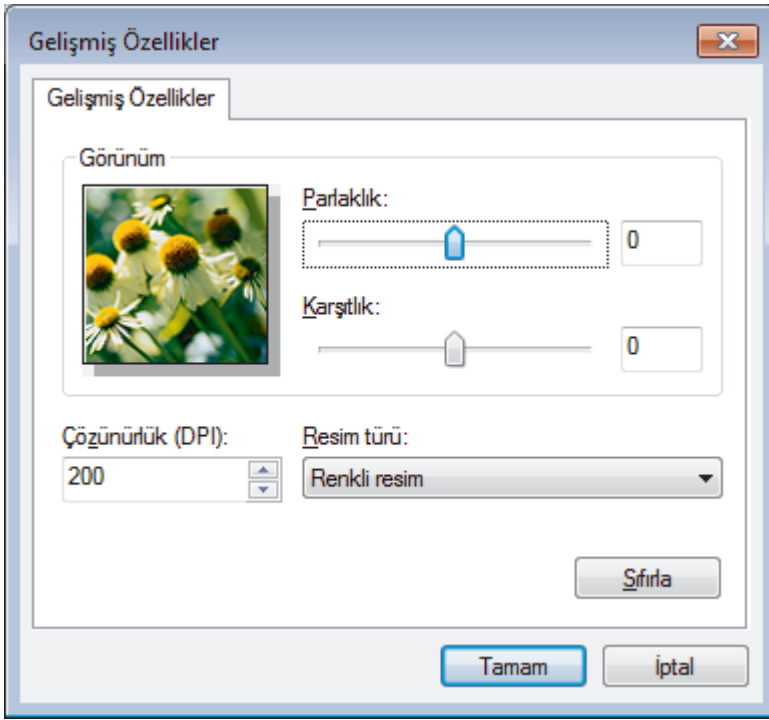 Gelişmiş Özellikler
Gelişmiş Özellikler
Görünüm
Parlaklık:
0
Karşıtlık:
0
Çözünürlük (DPI):
Resim türü:
200
Renkli resim
Sıfırla
Tamam
İptal